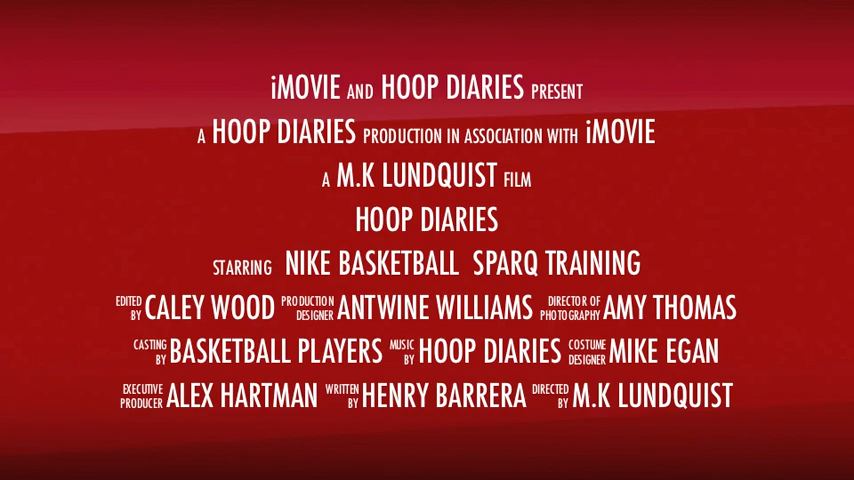 iMOVIE AND HOOP DIARIES PRESENT
A HOOP DIARIES PRODUCTION IN ASSOCIATION WITH iMOVIE
A M.K LUNDQUIST FILM
HOOP DIARIES
STARRING NIKE BASKETBALL SPARQ TRAINING
EDITED BY CALEY WOOD PRODUCTION DESIGNER ANTWINE WILLIAMS DIRECTOR OF PHOTOGRAPHY AMY THOMAS
CASTING BY BASKETBALL PLAYERS MUSIC BY HOOP DIARIES COSTUME DESIGNER MIKE EGAN
EXECUTIVE PRODUCER ALEX HARTMAN WRITTEN BY HENRY BARRERA DIRECTED BY M.K LUNDQUIST